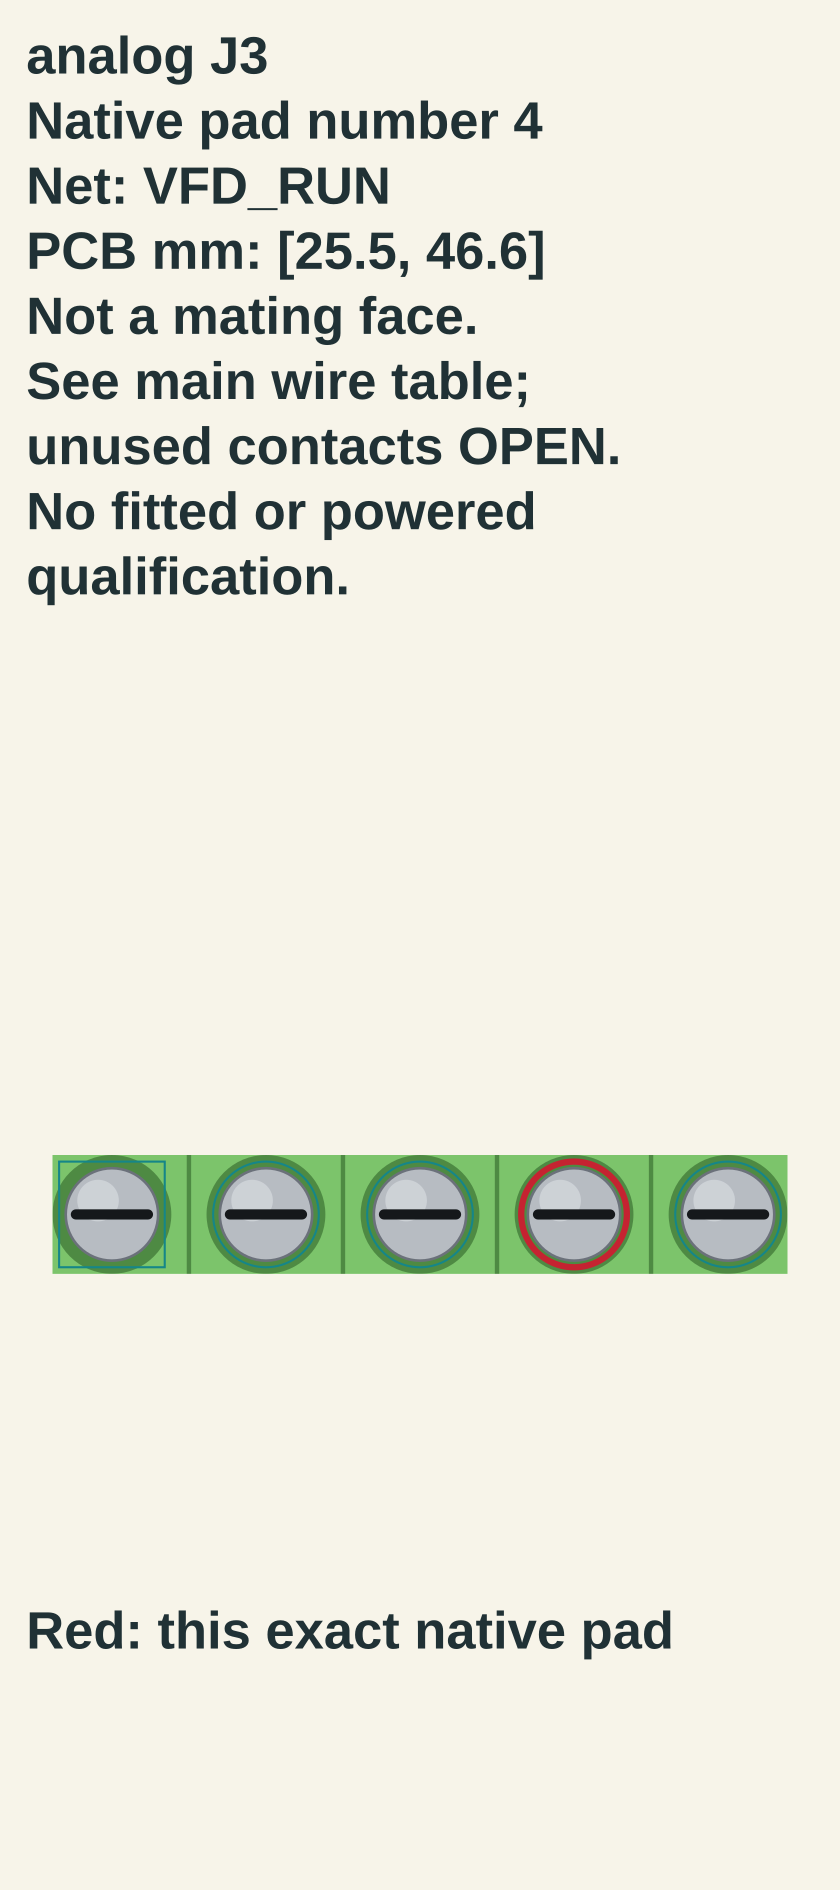 analog J3
Native pad number 4
Net: VFD_RUN
PCB mm: [25.5, 46.6]
Not a mating face.
See main wire table;
unused contacts OPEN.
No fitted or powered
qualification.
Red: this exact native pad